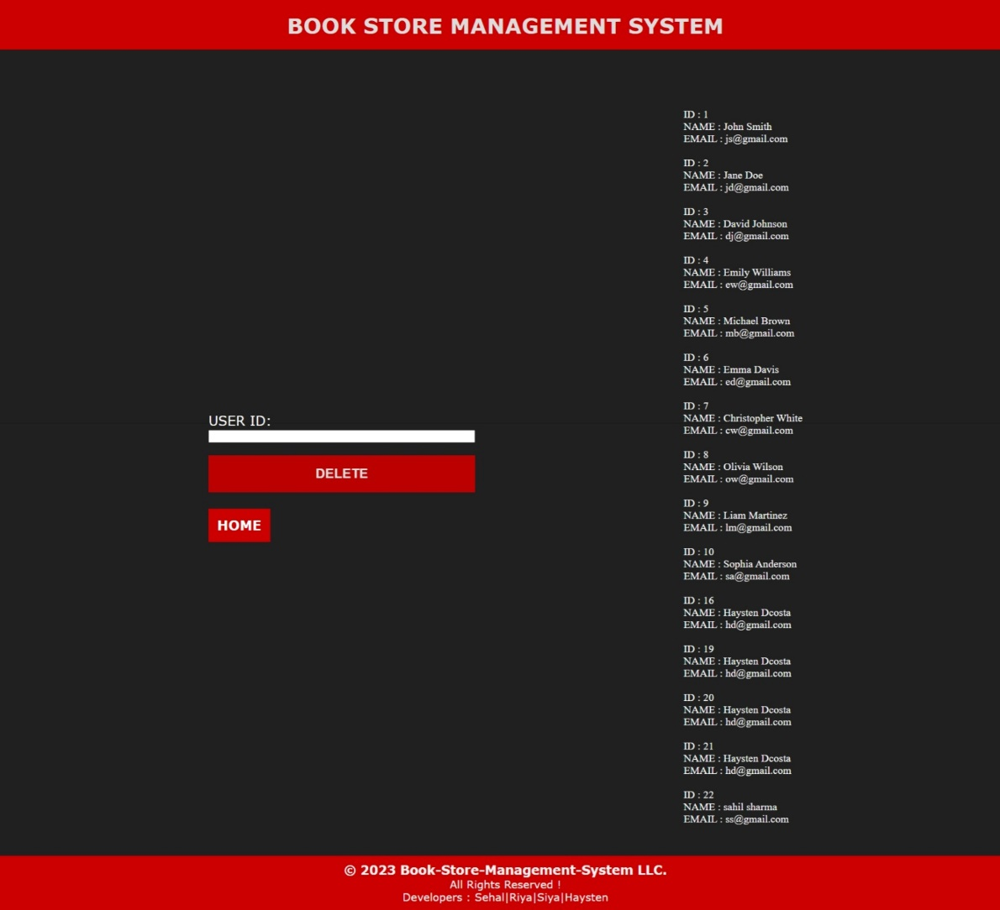 BOOK STORE MANAGEMENT SYSTEM
USER ID:
DELETE
HOME
ID : 1
NAME : John Smith
EMAIL : js@gmail.com
ID : 2
NAME : Jane Doe
EMAIL : jd@gmail.com
ID : 3
NAME : David Johnson
EMAIL : dj@gmail.com
ID : 4
NAME : Emily Williams
EMAIL : ew@gmail.com
ID : 5
NAME : Michael Brown
EMAIL : mb@gmail.com
ID : 6
NAME : Emma Davis
EMAIL : ed@gmail.com
ID : 7
NAME : Christopher White
EMAIL : cw@gmail.com
ID : 8
NAME : Olivia Wilson
EMAIL : ow@gmail.com
ID : 9
NAME : Liam Martinez
EMAIL : lm@gmail.com
ID : 10
NAME : Sophia Anderson
EMAIL : sa@gmail.com
ID : 16
NAME : Haysten Dcosta
EMAIL : hd@gmail.com
ID : 19
NAME : Haysten Dcosta
EMAIL : hd@gmail.com
ID : 20
NAME : Haysten Dcosta
EMAIL : hd@gmail.com
ID : 21
NAME : Haysten Dcosta
EMAIL : hd@gmail.com
ID : 22
NAME : sahil sharma
EMAIL : ss@gmail.com
© 2023 Book-Store-Management-System LLC.
All Rights Reserved !
Developers : Sehal|Riya|Siya|Haysten